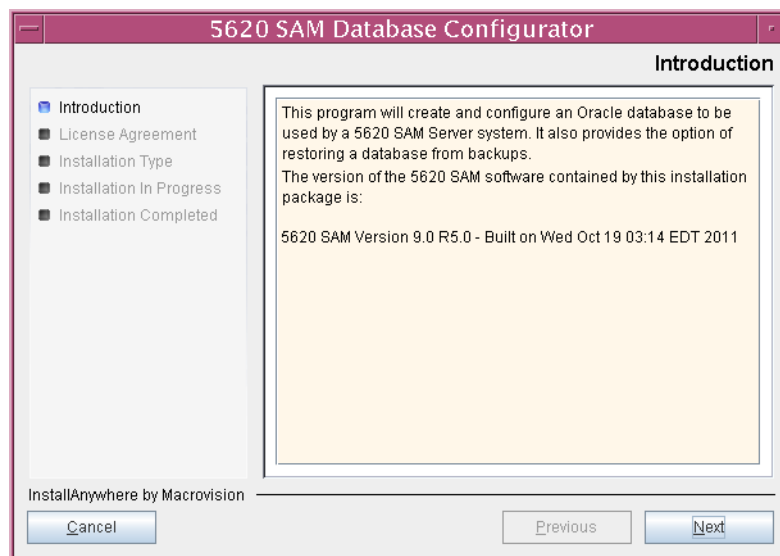 5620 SAM Database Configurator
Introduction
Introduction
License Agreement
Installation Type
Installation In Progress
Installation Completed
This program will create and configure an Oracle database to be
used by a 5620 SAM Server system. It also provides the option of
restoring a database from backups.
The version of the 5620 SAM software contained by this installation
package is:
5620 SAM Version 9.0 R5.0 - Built on Wed Oct 19 03:14 EDT 2011
InstallAnywhere by Macrovision
Cancel
Previous
Next